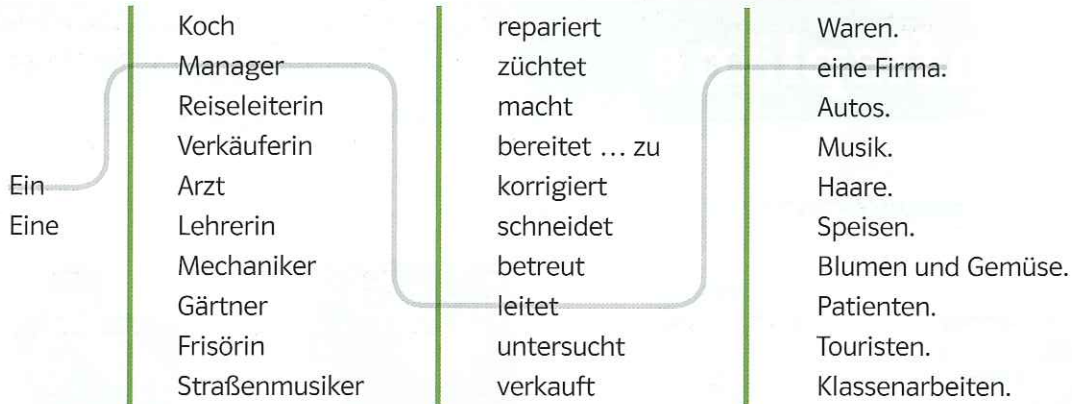 Koch repariert Waren.
Manager züchtet eine Firma.
Reiseleiterin macht Autos.
Verkäuferin bereitet … zu Musik.
Ein Arzt korrigiert Haare.
Eine Lehrerin schneidet Speisen.
Mechaniker betreut Blumen und Gemüse.
Gärtner leitet Patienten.
Frisörin untersucht Touristen.
Straßenmusiker verkauft Klassenarbeiten.